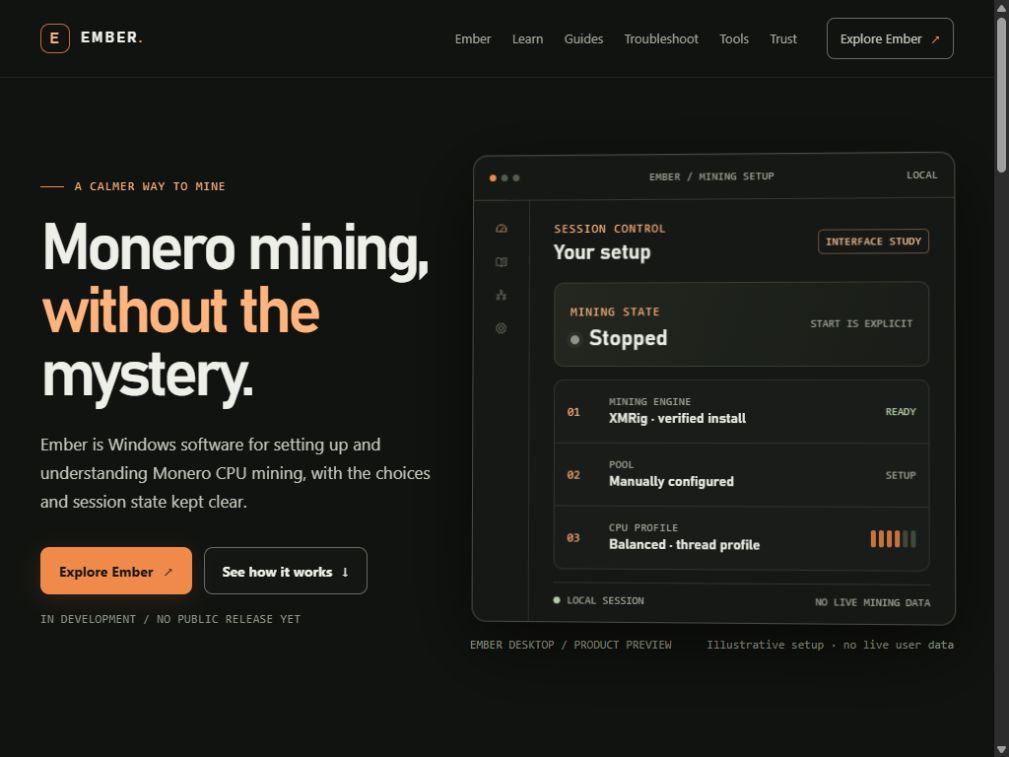 E EMBER.
Ember Learn Guides Troubleshoot Tools Trust Explore Ember ↗
A CALMER WAY TO MINE
Monero mining,
without the
mystery.
Ember is Windows software for setting up and
understanding Monero CPU mining, with the choices
and session state kept clear.
Explore Ember ↗ See how it works ↓
IN DEVELOPMENT / NO PUBLIC RELEASE YET
EMBER / MINING SETUP LOCAL
SESSION CONTROL
Your setup
INTERFACE STUDY
MINING STATE
Stopped
START IS EXPLICIT
01 MINING ENGINE
XMRig · verified install
READY
02 POOL
Manually configured
SETUP
03 CPU PROFILE
Balanced · thread profile
LOCAL SESSION NO LIVE MINING DATA
EMBER DESKTOP / PRODUCT PREVIEW Illustrative setup · no live user data